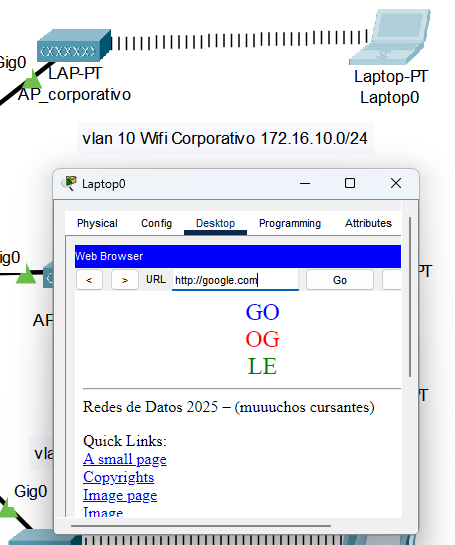 Gig0
LAP-PT
AP_corporativo
Laptop-PT
Laptop0
vlan 10 Wifi Corporativo 172.16.10.0/24
Laptop0
Physical
Config
Desktop
Programming
Attributes
Web Browser
<
>
URL
http://google.com
Go
GO
OG
LE
Redes de Datos 2025 – (muuuchos cursantes)
Quick Links:
A small page
Copyrights
Image page
Image
ig0
AP
PT
PT
vla
Gig0